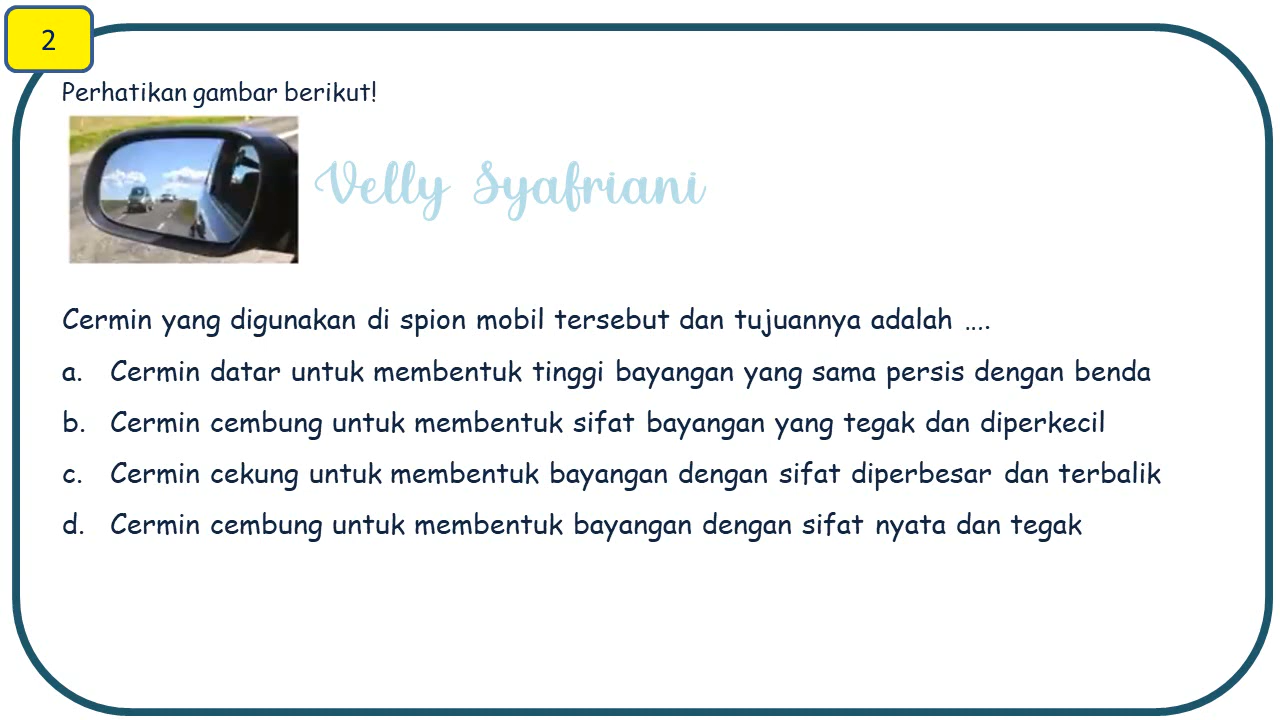 2
Perhatikan gambar berikut!
Velly Syafriani
Cermin yang digunakan di spion mobil tersebut dan tujuannya adalah ....
a. Cermin datar untuk membentuk tinggi bayangan yang sama persis dengan benda
b. Cermin cembung untuk membentuk sifat bayangan yang tegak dan diperkecil
c. Cermin cekung untuk membentuk bayangan dengan sifat diperbesar dan terbalik
d. Cermin cembung untuk membentuk bayangan dengan sifat nyata dan tegak